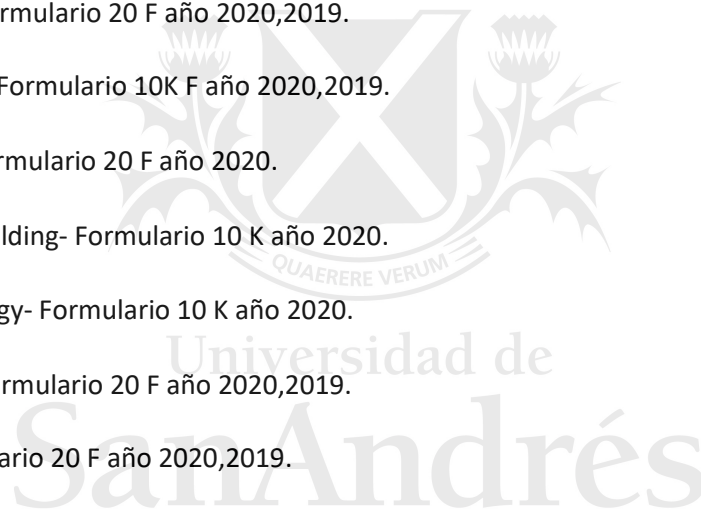 rmulario 20 F año 2020,2019.
Formulario 10K F año 2020,2019.
rmulario 20 F año 2020.
lding- Formulario 10 K año 2020.
QUAERERE VERUM
gy- Formulario 10 K año 2020.
Universidad de
rmulario 20 F año 2020,2019.
SanAndrés
ario 20 F año 2020,2019.